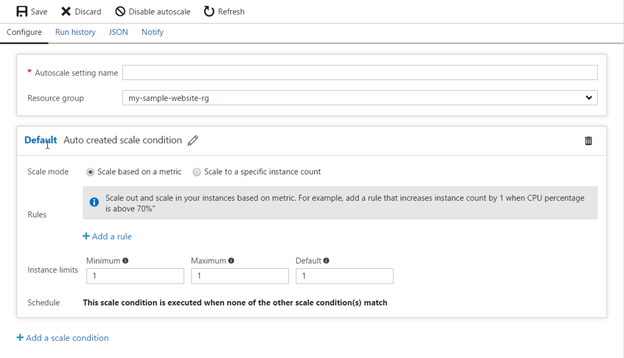 Save Discard Disable autoscale Refresh
Configure Run history JSON Notify
* Autoscale setting name
Resource group my-sample-website-rg
Default Auto created scale condition
Scale mode Scale based on a metric Scale to a specific instance count
Scale out and scale in your instances based on metric. For example, add a rule that increases instance count by 1 when CPU percentage
is above 70%"
Rules
+ Add a rule
Minimum Maximum Default
Instance limits 1 1 1
Schedule This scale condition is executed when none of the other scale condition(s) match
+ Add a scale condition